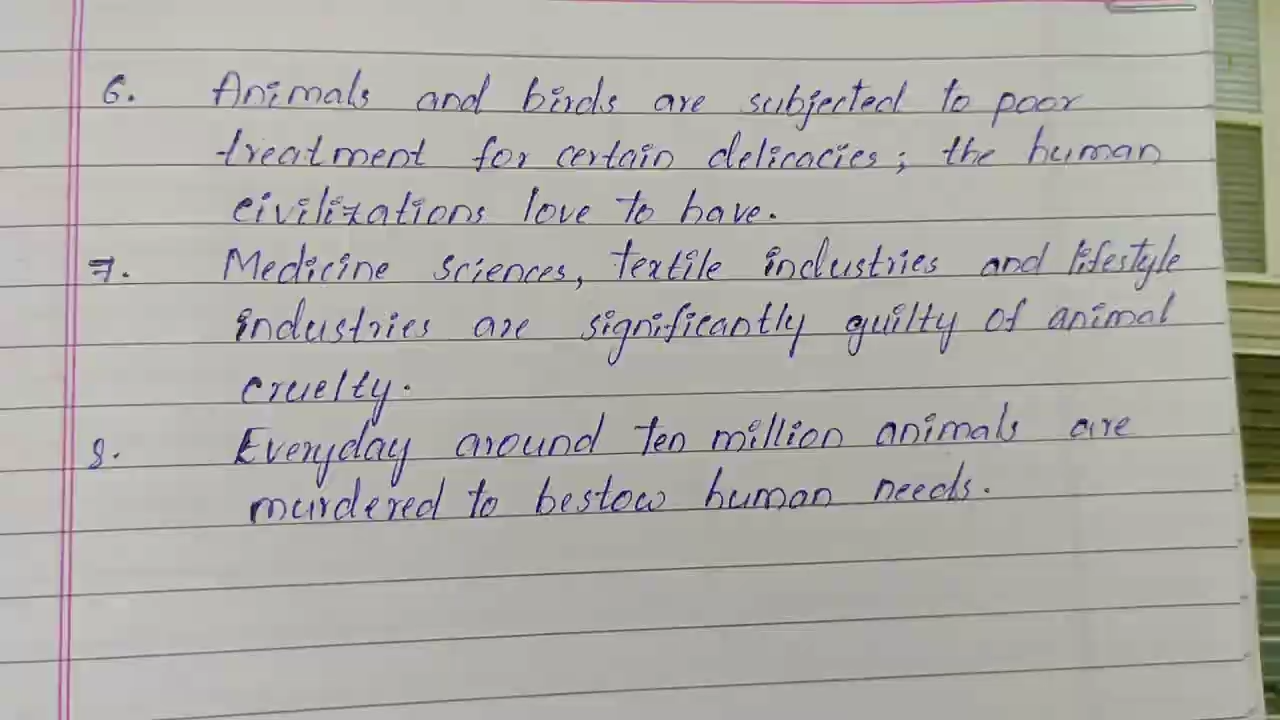 6. Animals and birds are subjected to poor
treatment for certain delicacies; the human
civilizations love to have.
7. Medicine sciences, textile industries and lifestyle
industries are significantly guilty of animal
cruelty.
8. Everyday around ten million animals are
murdered to bestow human needs.